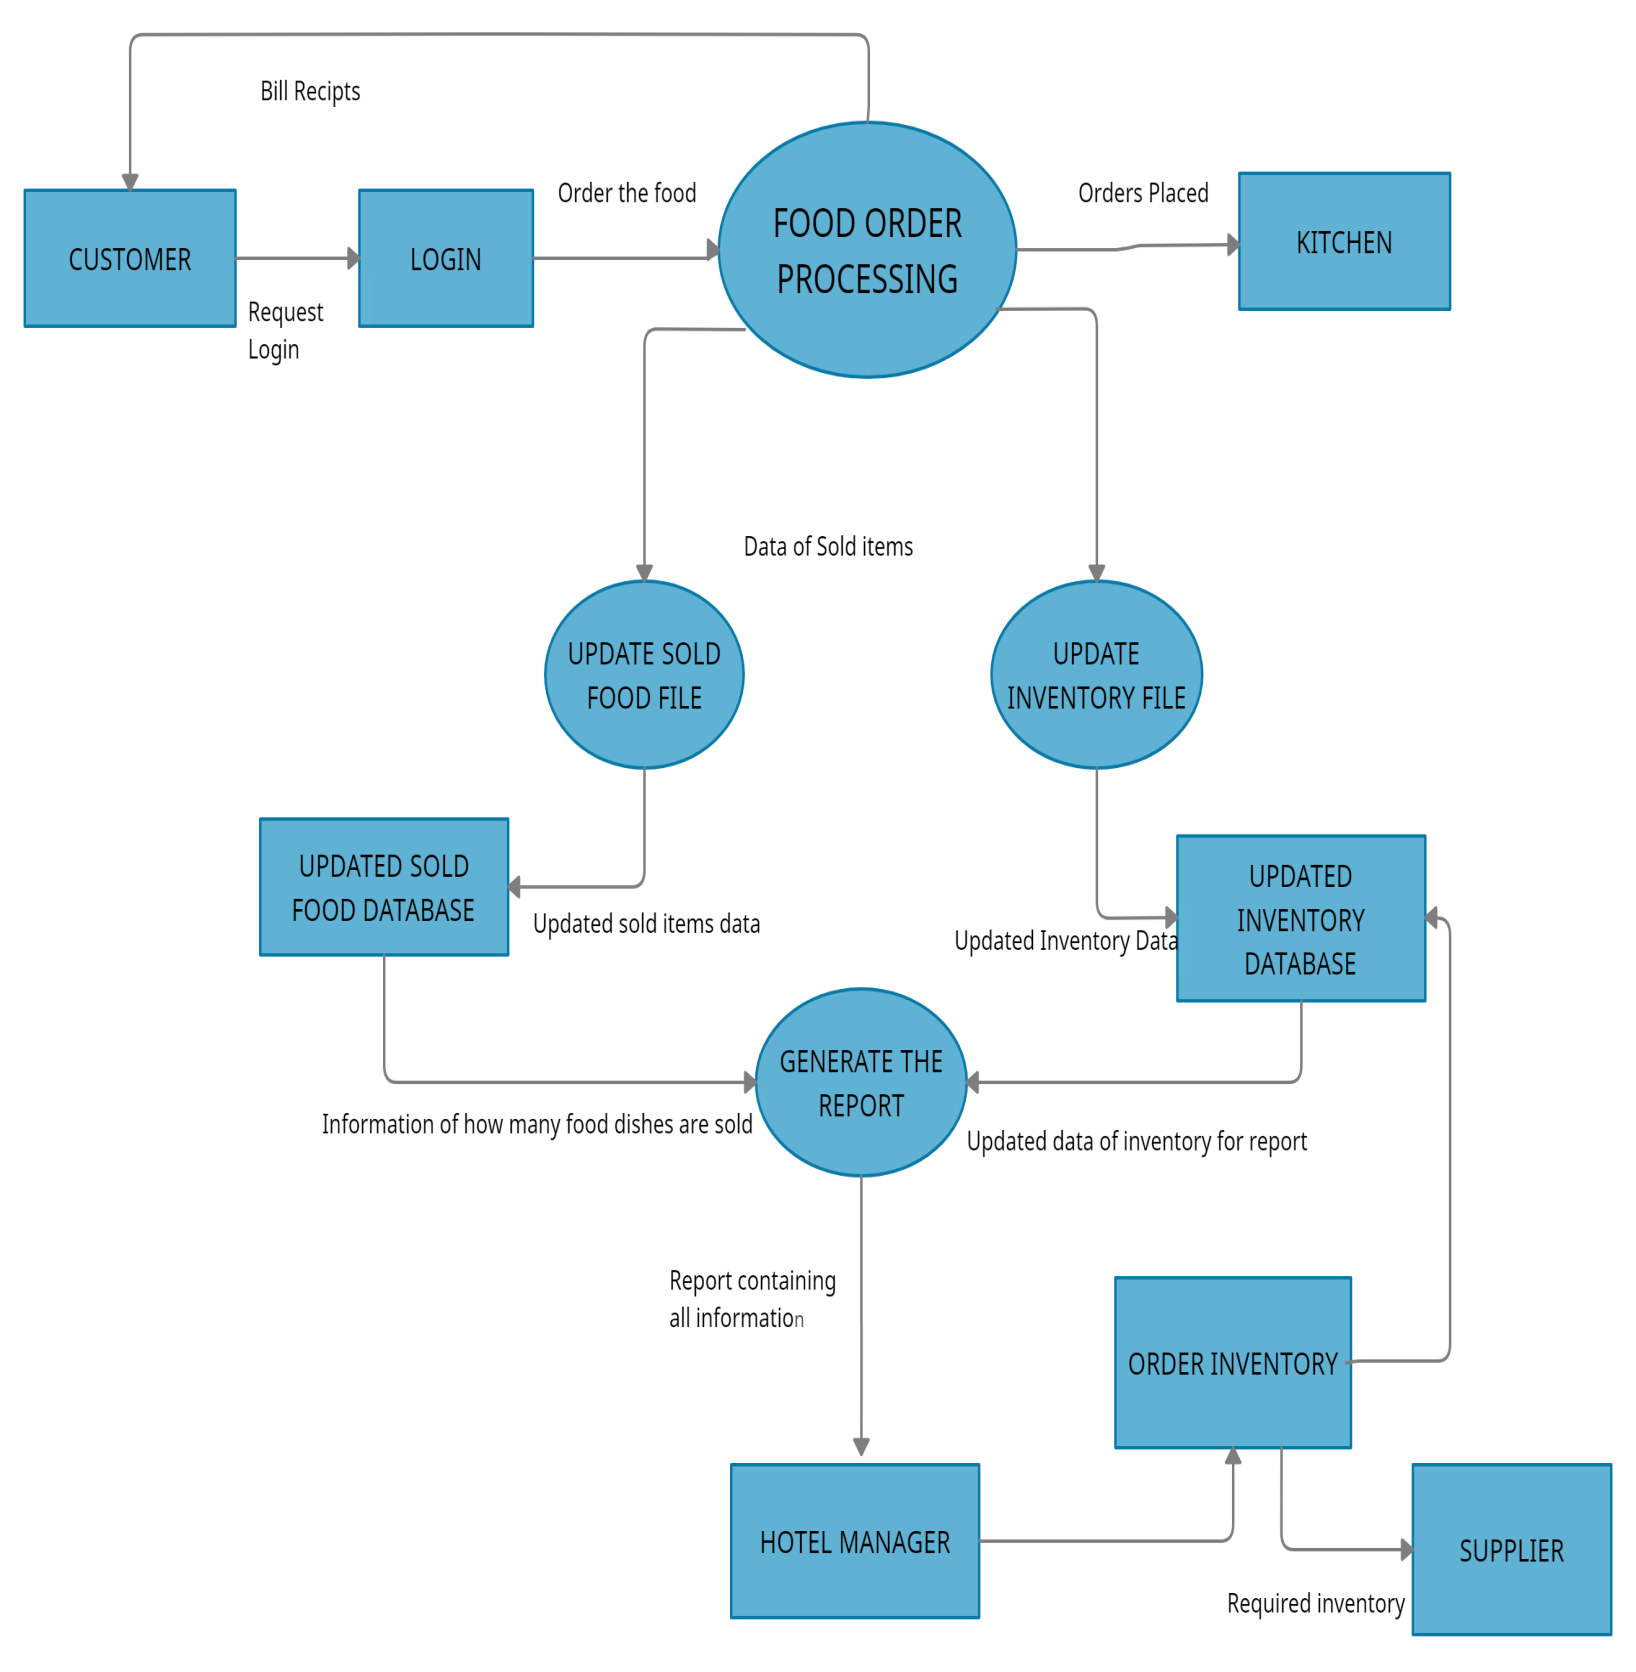 Bill Recipts
CUSTOMER
Request
Login
LOGIN
Order the food
FOOD ORDER
PROCESSING
Orders Placed
KITCHEN
Data of Sold items
UPDATE SOLD
FOOD FILE
UPDATE
INVENTORY FILE
UPDATED SOLD
FOOD DATABASE
Updated sold items data
Updated Inventory Data
UPDATED
INVENTORY
DATABASE
GENERATE THE
REPORT
Information of how many food dishes are sold
Updated data of inventory for report
Report containing
all information
ORDER INVENTORY
HOTEL MANAGER
SUPPLIER
Required inventory